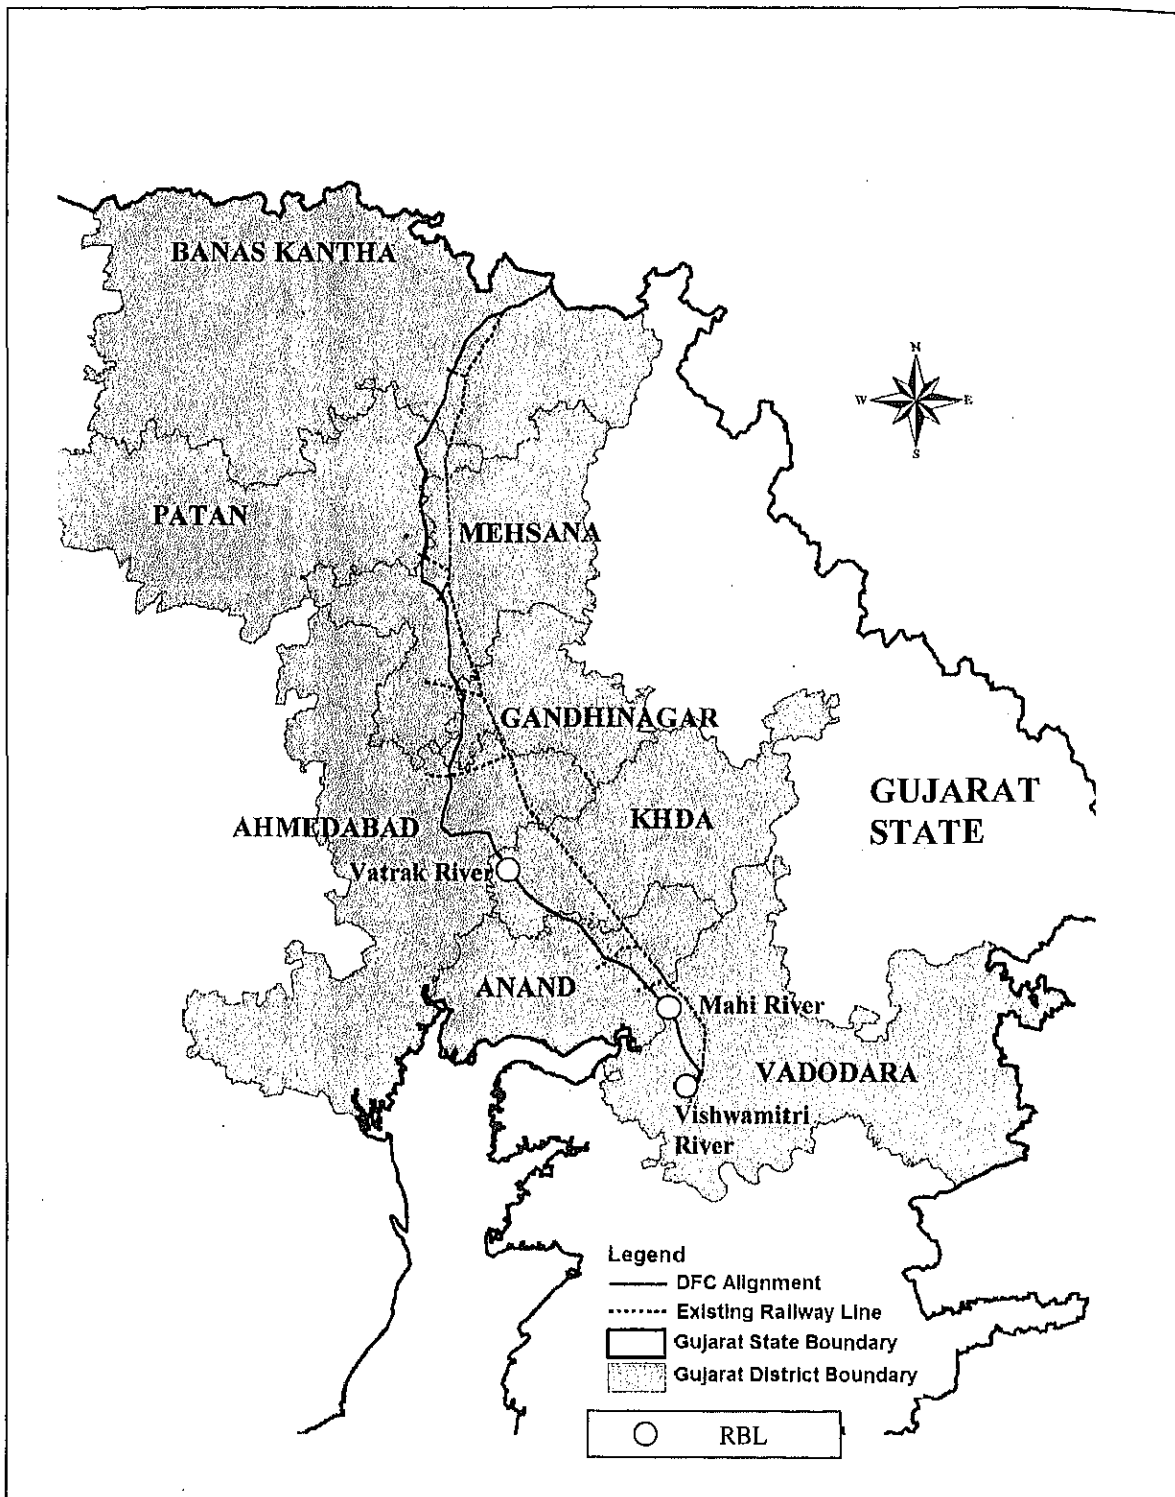 BANAS KANTHA
N
W
E
S
PATAN
MEHSANA
GANDHINAGAR
GUJARAT
STATE
AHMEDABAD
KHDA
Vatrak River
ANAND
Mahi River
VADODARA
Vishwamitri
River
Legend
DFC Alignment
Existing Railway Line
Gujarat State Boundary
Gujarat District Boundary
RBL